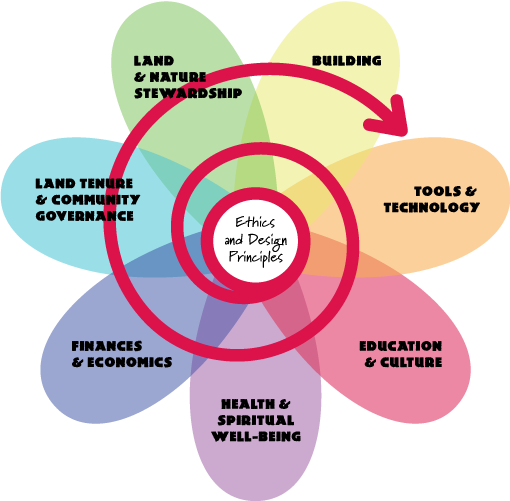 LAND
& NATURE
STEWARDSHIP
BUILDING
TOOLS &
TECHNOLOGY
EDUCATION
& CULTURE
HEALTH &
SPIRITUAL
WELL-BEING
FINANCES
& ECONOMICS
LAND TENURE
& COMMUNITY
GOVERNANCE
Ethics
and Design
Principles